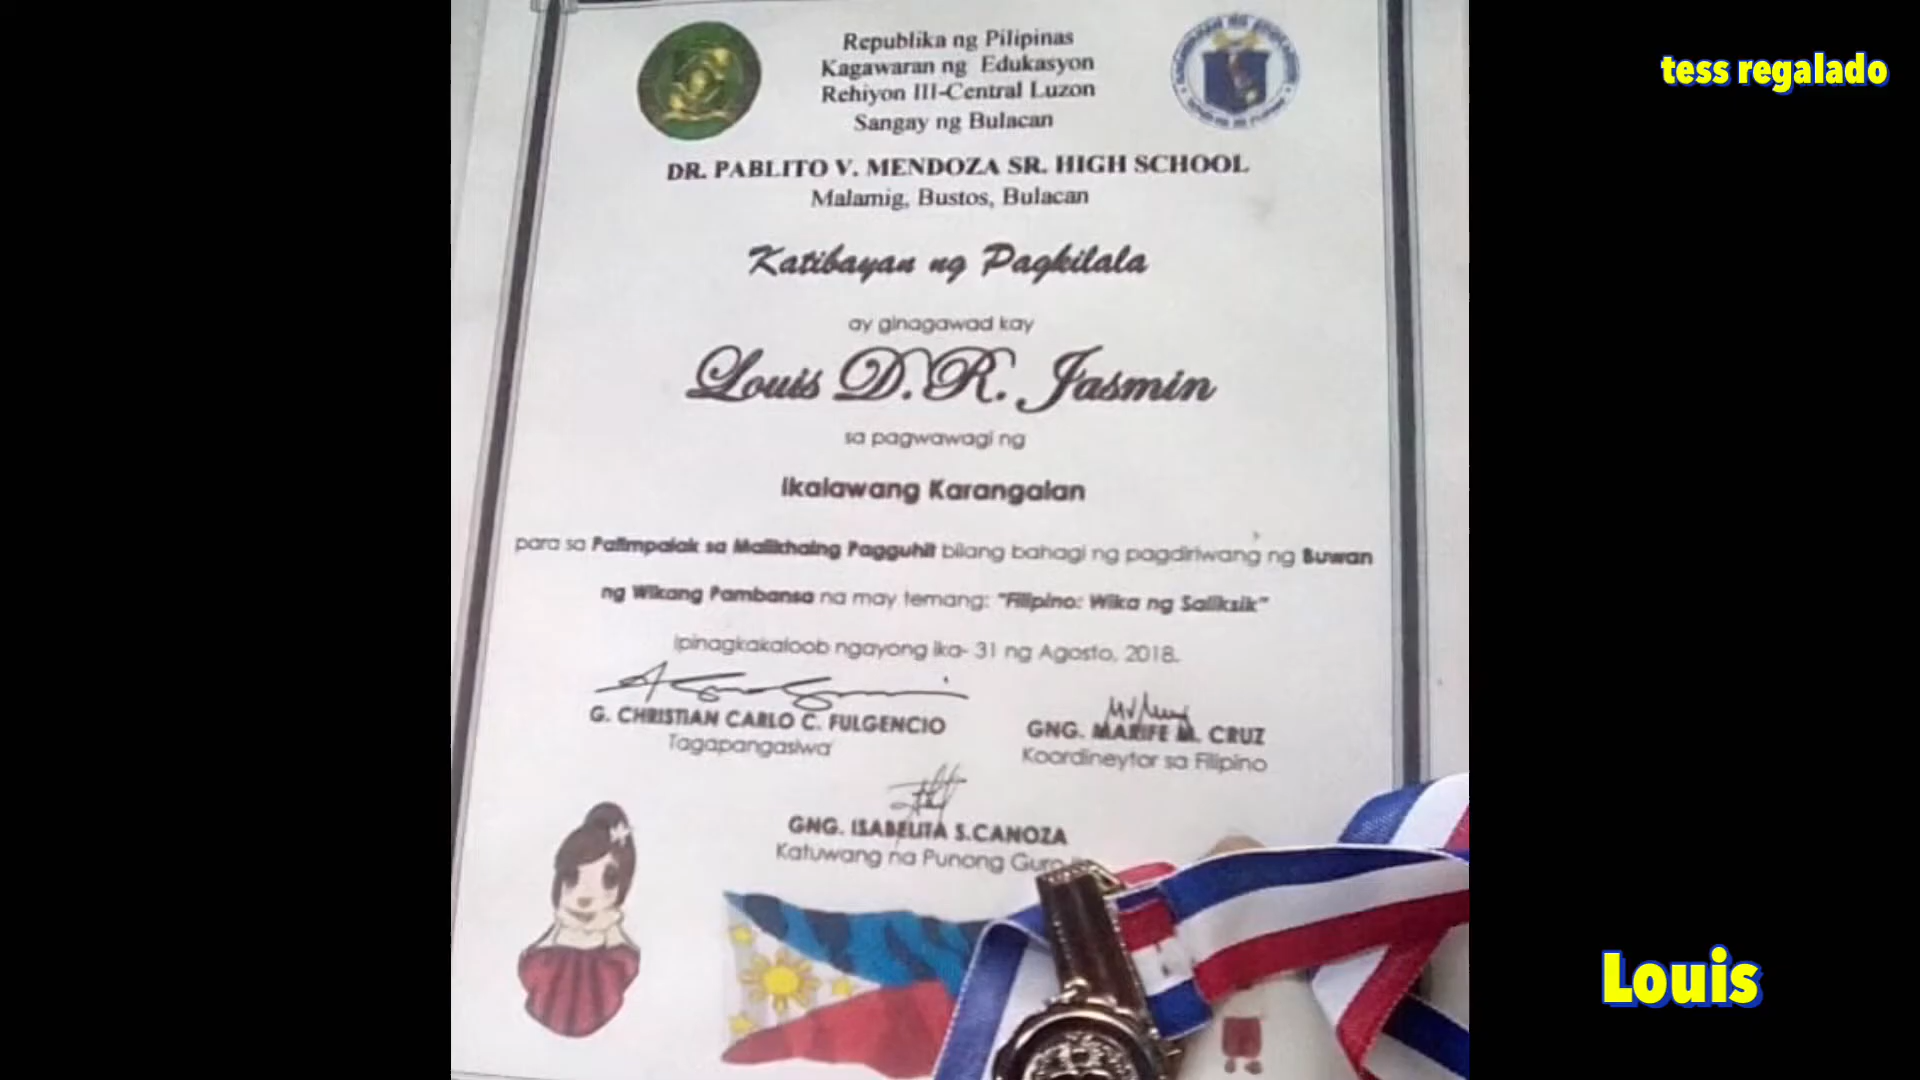 tess regalado
Republika ng Pilipinas
Kagawaran ng Edukasyon
Rehiyon III-Central Luzon
Sangay ng Bulacan
DR. PABLITO V. MENDOZA SR. HIGH SCHOOL
Malamig, Bustos, Bulacan
Katibayan ng Pagkilala
ay ginagawad kay
Louis D.R. Jasmin
sa pagwawagi ng
Ikalawang Karangalan
para sa Patimpalak sa Malikhaing Pagguhit bilang bahagi ng pagdiriwang ng Buwan
ng Wikang Pambansa na may temang: "Filipino: Wika ng Saliksik"
Ipinagkakaloob ngayong ika- 31 ng Agosto, 2018.
G. CHRISTIAN CARLO C. FULGENCIO
Tagapangasiwa
GNG. MARIFE M. CRUZ
Koordineytor sa Filipino
GNG. ISABELITA S.CANOZA
Katuwang na Punong Guro
Louis